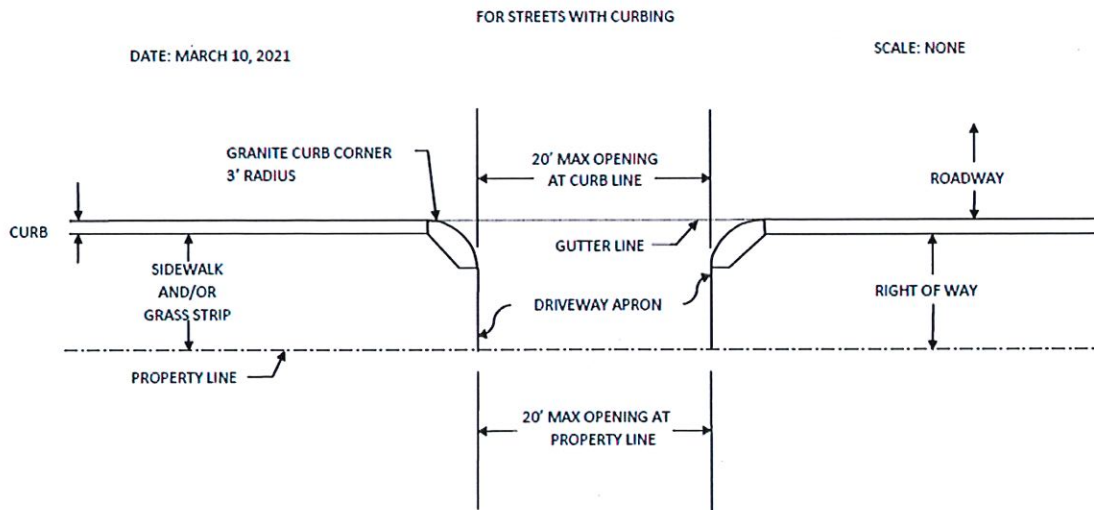 FOR STREETS WITH CURBING
DATE: MARCH 10, 2021
SCALE: NONE
GRANITE CURB CORNER
3' RADIUS
20' MAX OPENING
AT CURB LINE
ROADWAY
CURB
GUTTER LINE
SIDEWALK
AND/OR
GRASS STRIP
DRIVEWAY APRON
RIGHT OF WAY
PROPERTY LINE
20' MAX OPENING AT
PROPERTY LINE